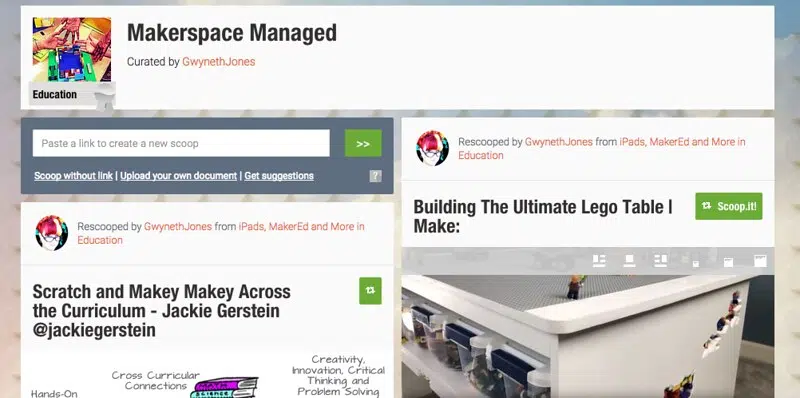 Makerspace Managed
Curated by GwynethJones
Education
Paste a link to create a new scoop
>>
Scoop without link | Upload your own document | Get suggestions
?
Rescooped by GwynethJones from iPads, MakerEd and More in
Education
Scratch and Makey Makey Across
the Curriculum - Jackie Gerstein
@jackiegerstein
Hands-On
Cross Curricular
Connections
MATH
Science
Creativity,
Innovation, Critical
Thinking and
Problem Solving
Rescooped by GwynethJones from iPads, MakerEd and More in
Education
Building The Ultimate Lego Table |
Make:
Scoop.it!